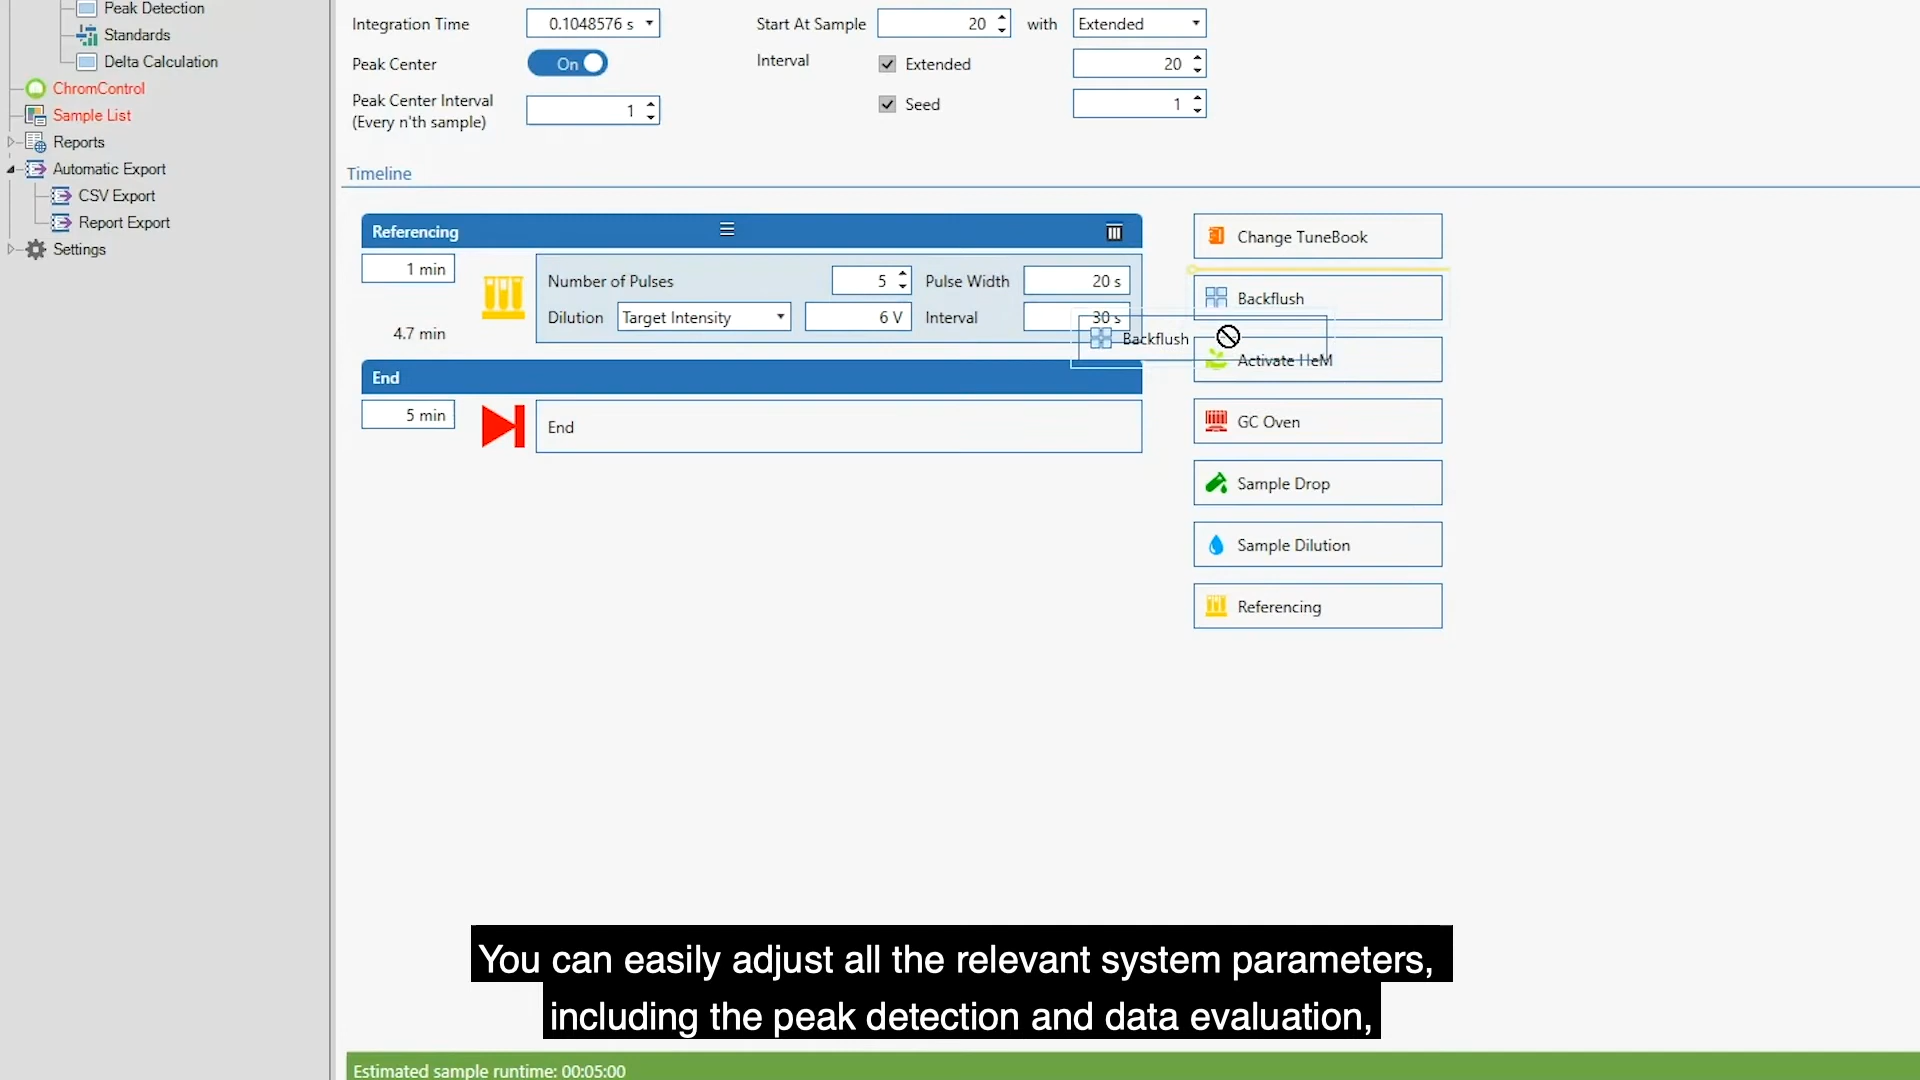 Peak Detection
Standards
Delta Calculation
ChromControl
Sample List
Reports
Automatic Export
CSV Export
Report Export
Settings
Integration Time 0.1048576 s
Start At Sample 20 with Extended
Peak Center On
Interval Extended 20
Peak Center Interval
(Every n'th sample) 1
Seed 1
Timeline
Referencing
1 min
4.7 min
Number of Pulses 5 Pulse Width 20 s
Dilution Target Intensity 6 V Interval 30 s
End
5 min
End
Change TuneBook
Backflush
Backflush
Activate HeM
GC Oven
Sample Drop
Sample Dilution
Referencing
You can easily adjust all the relevant system parameters,
including the peak detection and data evaluation,
Estimated sample runtime: 00:05:00